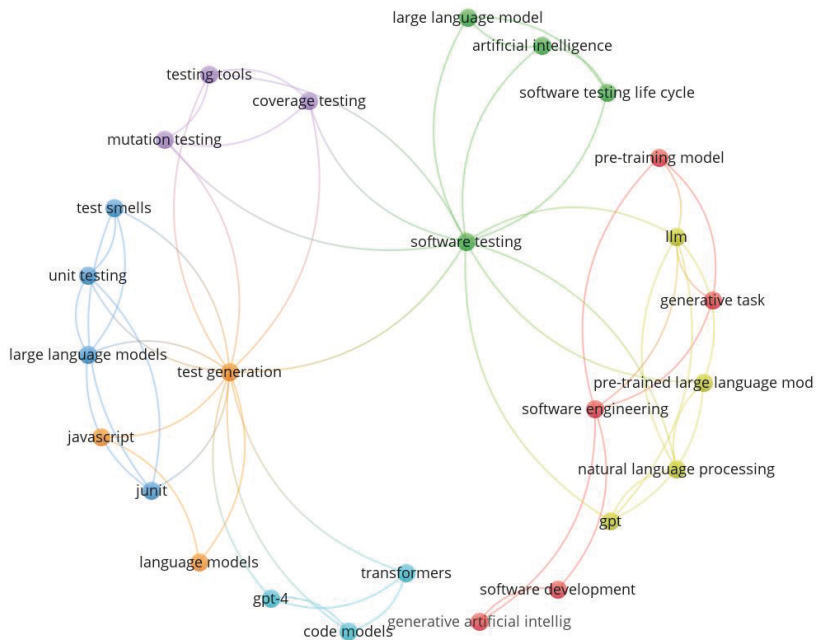 large language model
artificial intelligence
testing tools
software testing life cycle
coverage testing
mutation testing
pre-training model
test smells
llm
software testing
unit testing
generative task
large language models
test generation
pre-trained large language mod
software engineering
javascript
natural language processing
junit
gpt
language models
transformers
software development
gpt-4
generative artificial intellig
code models